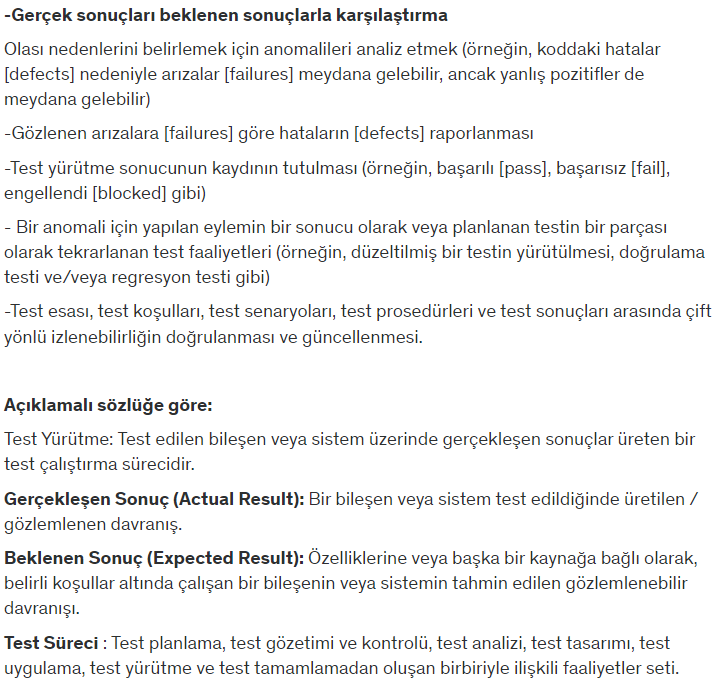 -Gerçek sonuçları beklenen sonuçlarla karşılaştırma
Olası nedenlerini belirlemek için anomalileri analiz etmek (örneğin, koddaki hatalar
[defects] nedeniyle arızalar [failures] meydana gelebilir, ancak yanlış pozitifler de
meydana gelebilir)
-Gözlenen arızalara [failures] göre hataların [defects] raporlanması
-Test yürütme sonucunun kaydının tutulması (örneğin, başarılı [pass], başarısız [fail],
engellendi [blocked] gibi)
- Bir anomali için yapılan eylemin bir sonucu olarak veya planlanan testin bir parçası
olarak tekrarlanan test faaliyetleri (örneğin, düzeltilmiş bir testin yürütülmesi, doğrulama
testi ve/veya regresyon testi gibi)
-Test esası, test koşulları, test senaryoları, test prosedürleri ve test sonuçları arasında çift
yönlü izlenebilirliğin doğrulanması ve güncellenmesi.
Açıklamalı sözlüğe göre:
Test Yürütme: Test edilen bileşen veya sistem üzerinde gerçekleşen sonuçlar üreten bir
test çalıştırma sürecidir.
Gerçekleşen Sonuç (Actual Result): Bir bileşen veya sistem test edildiğinde üretilen /
gözlemlenen davranış.
Beklenen Sonuç (Expected Result): Özelliklerine veya başka bir kaynağa bağlı olarak,
belirli koşullar altında çalışan bir bileşenin veya sistemin tahmin edilen gözlemlenebilir
davranışı.
Test Süreci : Test planlama, test gözetimi ve kontrolü, test analizi, test tasarımı, test
uygulama, test yürütme ve test tamamlamadan oluşan birbiriyle ilişkili faaliyetler seti.